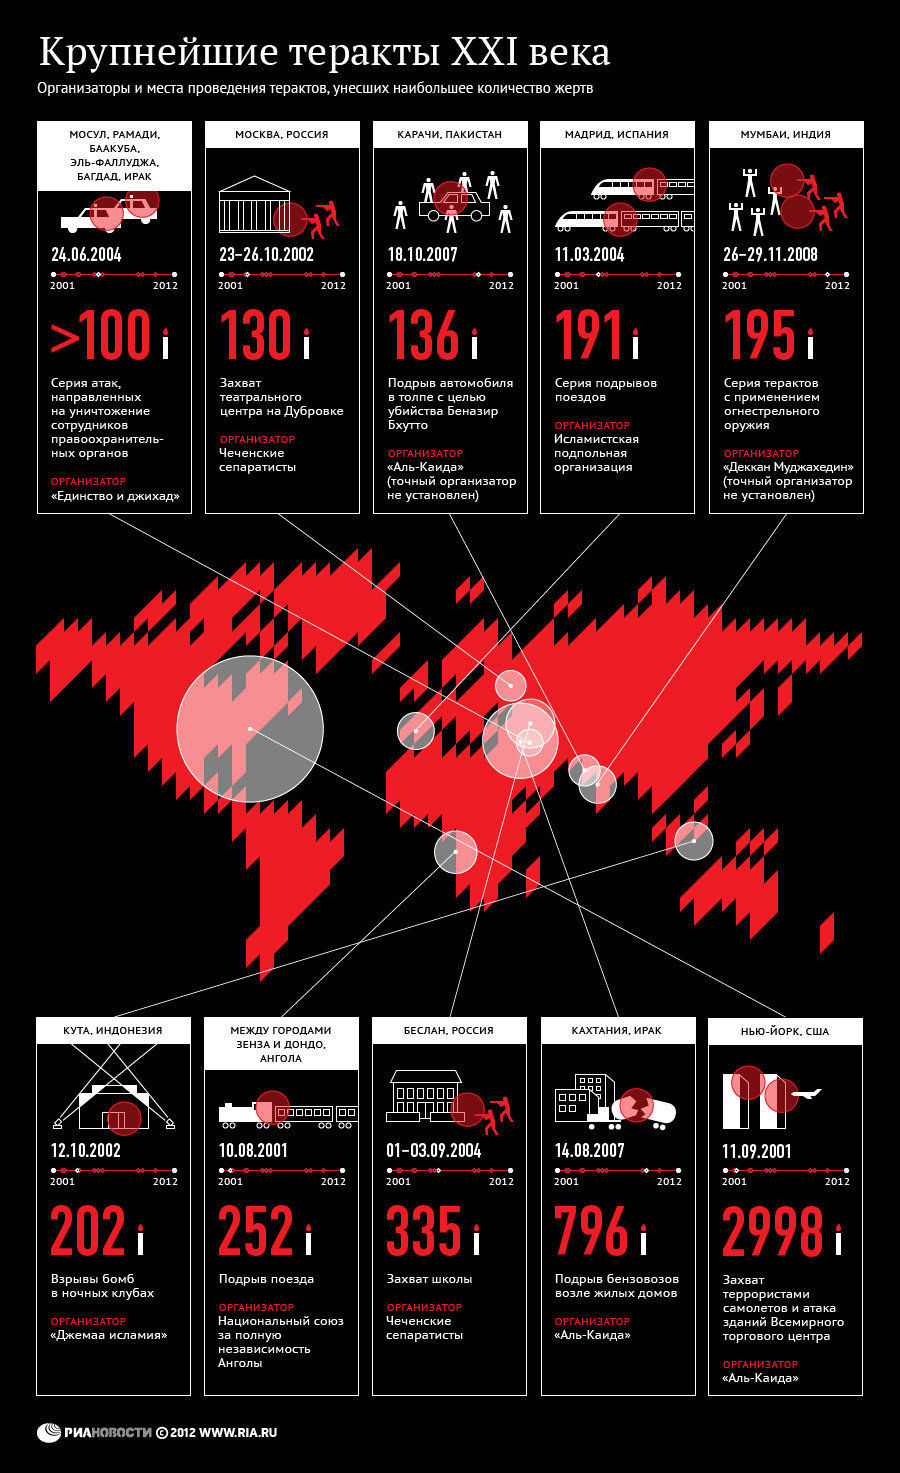 Крупнейшие теракты XXI века
Организаторы и места проведения терактов, унесших наибольшее количество жертв
МОСУЛ, РАМАДИ,
БААКУБА,
ЭЛЬ-ФАЛЛУДЖА,
БАГДАД, ИРАК
24.06.2004
2001 2012
>100
Серия атак,
направленных
на уничтожение
сотрудников
правоохранитель-
ных органов
ОРГАНИЗАТОР
«Единство и джихад»
МОСКВА, РОССИЯ
23–26.10.2002
2001 2012
130
Захват
театрального
центра на Дубровке
ОРГАНИЗАТОР
Чеченские
сепаратисты
КАРАЧИ, ПАКИСТАН
18.10.2007
2001 2012
136
Подрыв автомобиля
в толпе с целью
убийства Беназир
Бхутто
ОРГАНИЗАТОР
«Аль-Каида»
(точный организатор
не установлен)
МАДРИД, ИСПАНИЯ
11.03.2004
2001 2012
191
Серия подрывов
поездов
ОРГАНИЗАТОР
Исламистская
подпольная
организация
МУМБАИ, ИНДИЯ
26–29.11.2008
2001 2012
195
Серия терактов
с применением
огнестрельного
оружия
ОРГАНИЗАТОР
«Деккан Муджахедин»
(точный организатор
не установлен)
КУТА, ИНДОНЕЗИЯ
12.10.2002
2001 2012
202
Взрывы бомб
в ночных клубах
ОРГАНИЗАТОР
«Джемаа исламия»
МЕЖДУ ГОРОДАМИ
ЗЕНЗА И ДОНДО,
АНГОЛА
10.08.2001
2001 2012
252
Подрыв поезда
ОРГАНИЗАТОР
Национальный союз
за полную
независимость
Анголы
БЕСЛАН, РОССИЯ
01–03.09.2004
2001 2012
335
Захват школы
ОРГАНИЗАТОР
Чеченские
сепаратисты
КАХТАНИЯ, ИРАК
14.08.2007
2001 2012
796
Подрыв бензовозов
возле жилых домов
ОРГАНИЗАТОР
«Аль-Каида»
НЬЮ-ЙОРК, США
11.09.2001
2001 2012
2998
Захват
террористами
самолетов и атака
зданий Всемирного
торгового центра
ОРГАНИЗАТОР
«Аль-Каида»
РИАНОВОСТИ © 2012 WWW.RIA.RU